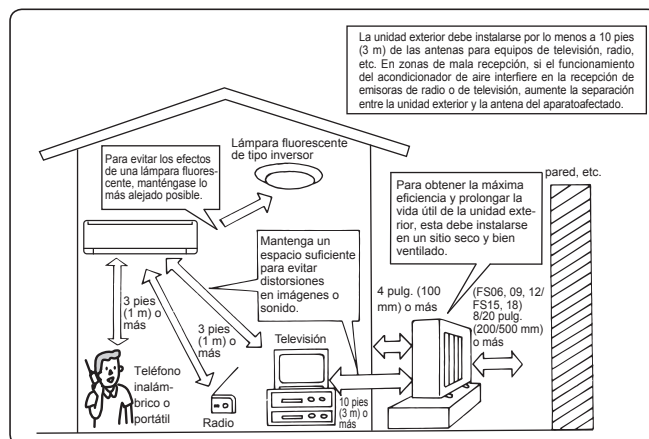 La unidad exterior debe instalarse por lo menos a 10 pies
(3 m) de las antenas para equipos de televisión, radio,
etc. En zonas de mala recepción, si el funcionamiento
del acondicionador de aire interfiere en la recepción de
emisoras de radio o de televisión, aumente la separación
entre la unidad exterior y la antena del aparatoafectado.
Lámpara fluorescente
de tipo inversor
Para evitar los efectos
de una lámpara fluores-
cente, manténgase lo
más alejado posible.
pared, etc.
Para obtener la máxima
eficiencia y prolongar la
vida útil de la unidad exte-
rior, esta debe instalarse
en un sitio seco y bien
ventilado.
Mantenga un
espacio suficiente
para evitar
distorsiones
en imágenes o
sonido.
4 pulg. (100
mm) o más
(FS06, 09, 12/
FS15, 18)
8/20 pulg.
(200/500 mm)
o más
3 pies
(1 m) o
más
3 pies
(1 m) o
más
Televisión
Teléfono
inalám-
brico o
portátil
Radio
10 pies
(3 m) o
más